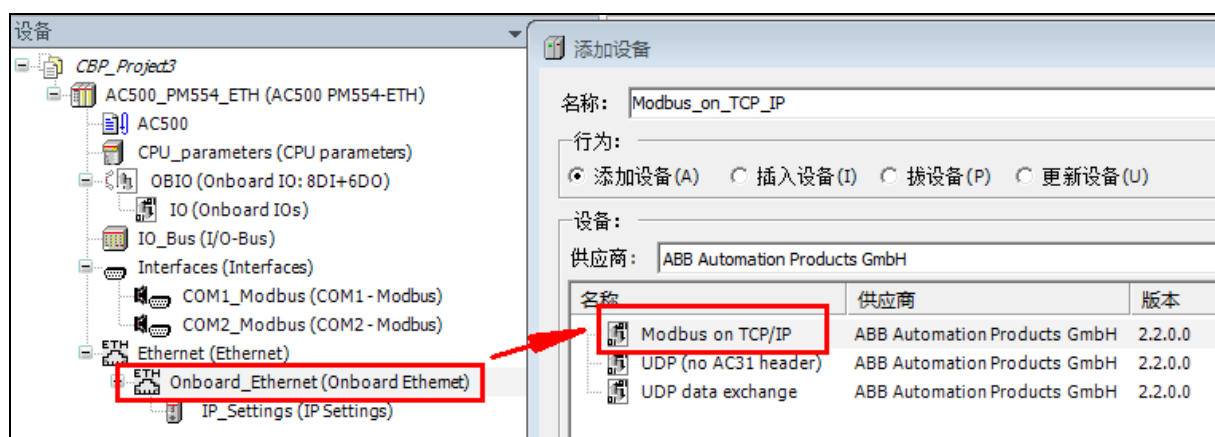 设备
CBP_Project3
AC500_PM554_ETH (AC500 PM554-ETH)
AC500
CPU_parameters (CPU parameters)
OBIO (Onboard IO: 8DI+6DO)
IO (Onboard IOs)
IO_Bus (I/O-Bus)
Interfaces (Interfaces)
COM1_Modbus (COM1 - Modbus)
COM2_Modbus (COM2 - Modbus)
ETH
Ethernet (Ethernet)
ETH
Onboard_Ethernet (Onboard Ethernet)
IP_Settings (IP Settings)
添加设备
名称: Modbus_on_TCP_IP
行为:
添加设备(A) 插入设备(I) 拔设备(P) 更新设备(U)
设备:
供应商: ABB Automation Products GmbH
名称 供应商 版本
Modbus on TCP/IP ABB Automation Products GmbH 2.2.0.0
UDP (no AC31 header) ABB Automation Products GmbH 2.2.0.0
UDP data exchange ABB Automation Products GmbH 2.2.0.0